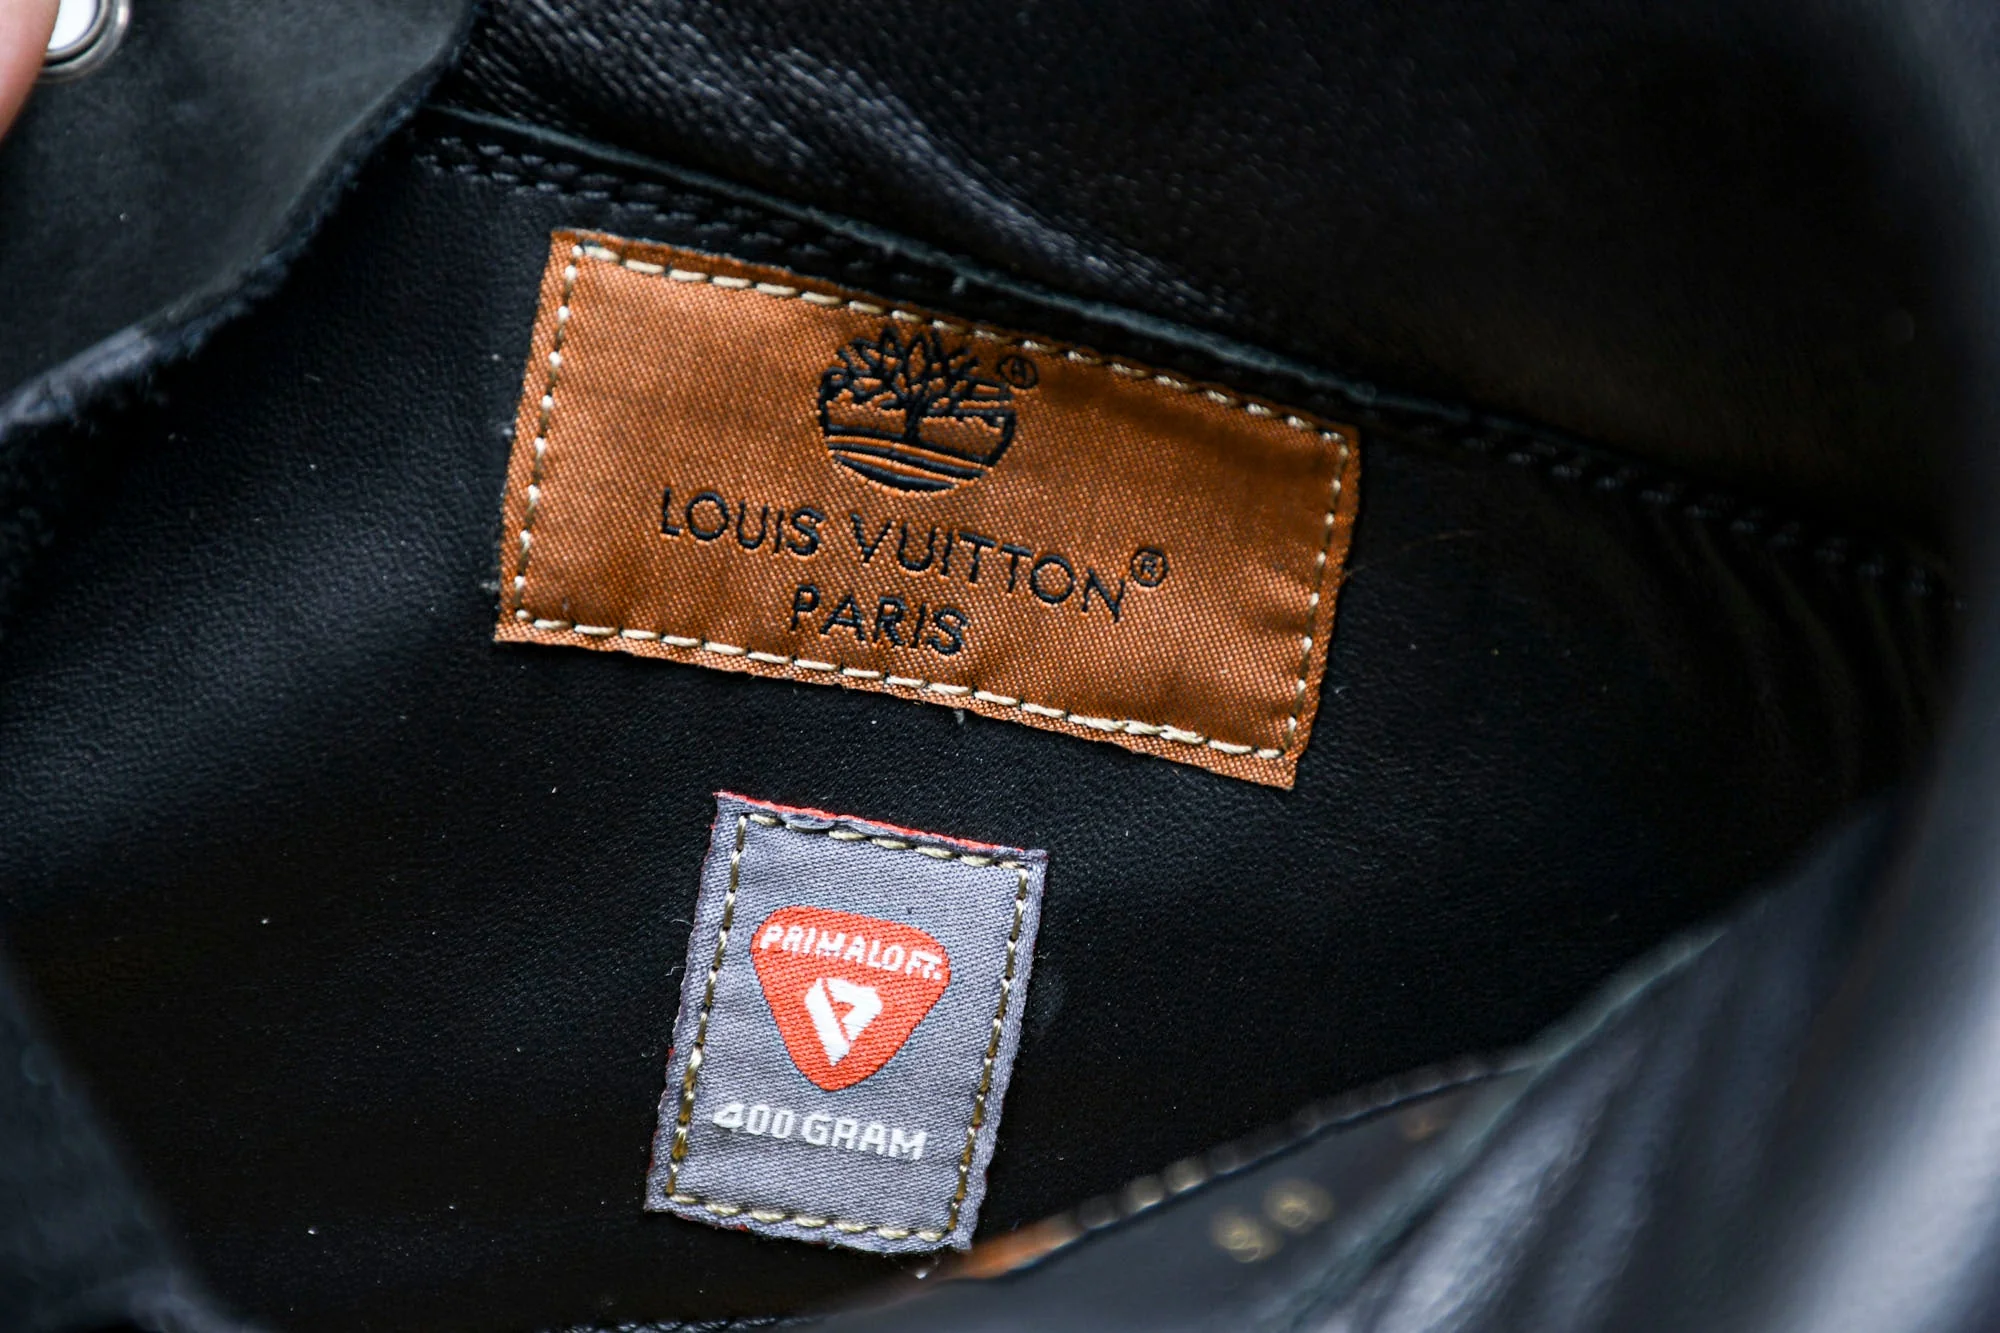 ®
LOUIS VUITTON®
PARIS
PRIMALOFT
400 GRAM